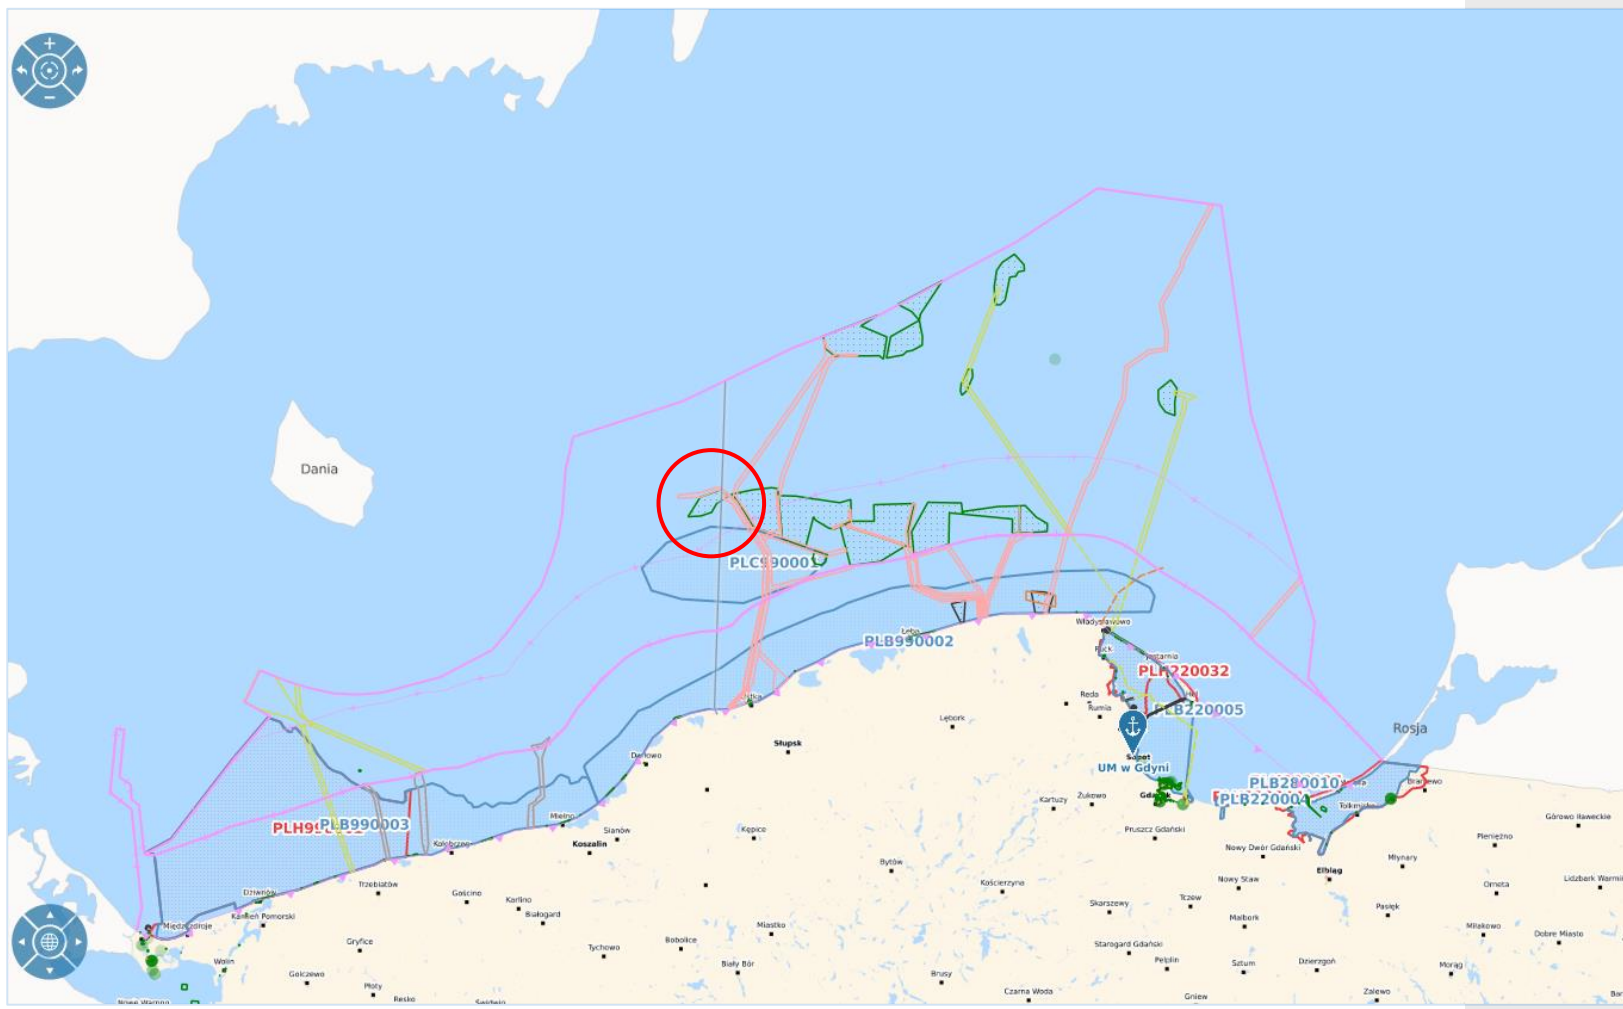 Dania
PLC990001
PLB990002
Władysławowo
Puck
Jastarnia
PLH220032
Hel
Reda
Rumia
PLB220005
Ustka
Lębork
Słupsk
Rosja
Darłowo
Sopot
UM w Gdyni
PLB280010
Braniewo
Gdańsk
PLB220004
Tolkmicko
Kartuzy
Żukowo
PLB990003
Mielno
Sianów
Kępice
Koszalin
Kołobrzeg
Pruszcz Gdański
Nowy Dwór Gdański
Górowo Iławeckie
Pieniężno
Młynary
Elbląg
Bytów
Kościerzyna
Nowy Staw
Orneta
Lidzbark Warmiń
Dziwnów
Trzebiatów
Gościno
Karlino
Białogard
Kamień Pomorski
Międzyzdroje
Skarszewy
Tczew
Malbork
Pasłęk
Miłakowo
Dobre Miasto
Miastko
Bobolice
Tychowo
Gryfice
Wolin
Golczewo
Płoty
Resko
Biały Bór
Brusy
Czarna Woda
Starogard Gdański
Pelplin
Sztum
Dzierzgoń
Morąg
Gniew
Zalewo
Nowe Warpno
Świdwin